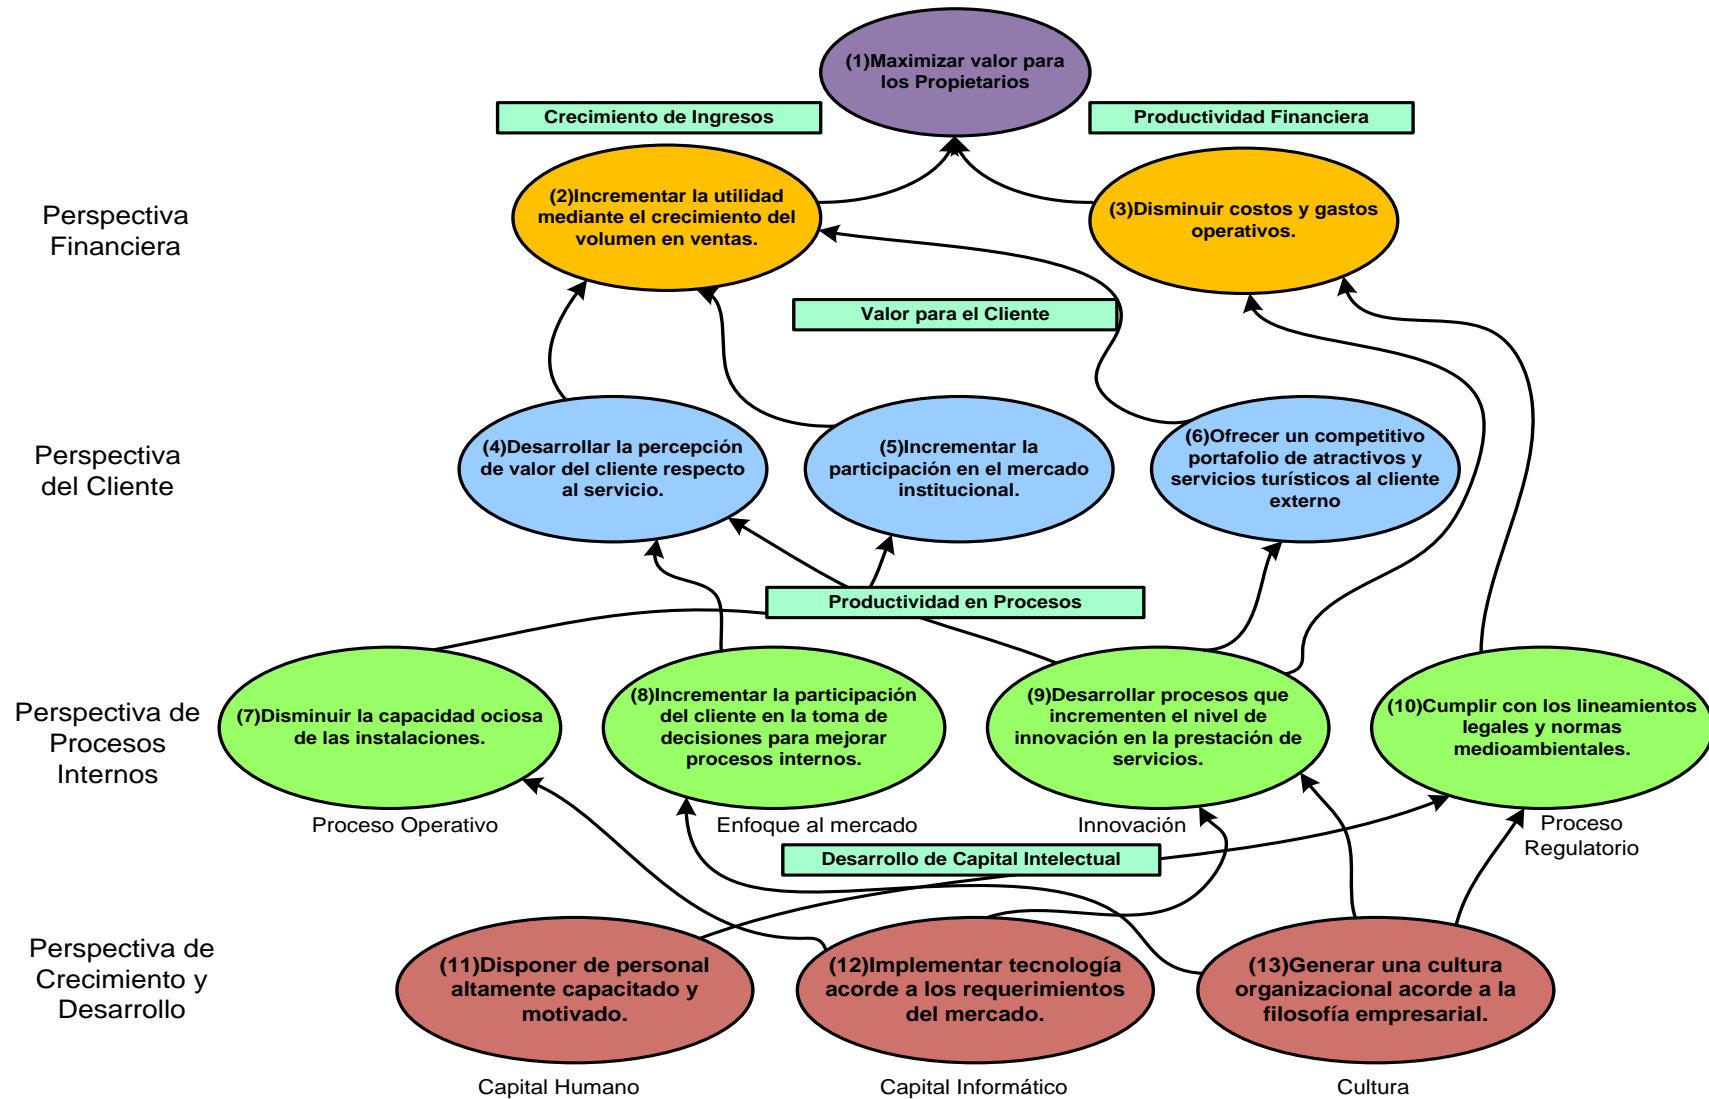 (1)Maximizar valor para
los Propietarios
Crecimiento de Ingresos
Productividad Financiera
Perspectiva
Financiera
(2)Incrementar la utilidad
mediante el crecimiento del
volumen en ventas.
(3)Disminuir costos y gastos
operativos.
Valor para el Cliente
Perspectiva
del Cliente
(4)Desarrollar la percepción
de valor del cliente respecto
al servicio.
(5)Incrementar la
participación en el mercado
institucional.
(6)Ofrecer un competitivo
portafolio de atractivos y
servicios turísticos al cliente
externo
Productividad en Procesos
Perspectiva de
Procesos
Internos
(7)Disminuir la capacidad ociosa
de las instalaciones.
(8)Incrementar la participación
del cliente en la toma de
decisiones para mejorar
procesos internos.
(9)Desarrollar procesos que
incrementen el nivel de
innovación en la prestación de
servicios.
(10)Cumplir con los lineamientos
legales y normas
medioambientales.
Proceso Operativo
Enfoque al mercado
Innovación
Proceso
Regulatorio
Desarrollo de Capital Intelectual
Perspectiva de
Crecimiento y
Desarrollo
(11)Disponer de personal
altamente capacitado y
motivado.
(12)Implementar tecnología
acorde a los requerimientos
del mercado.
(13)Generar una cultura
organizacional acorde a la
filosofía empresarial.
Capital Humano
Capital Informático
Cultura